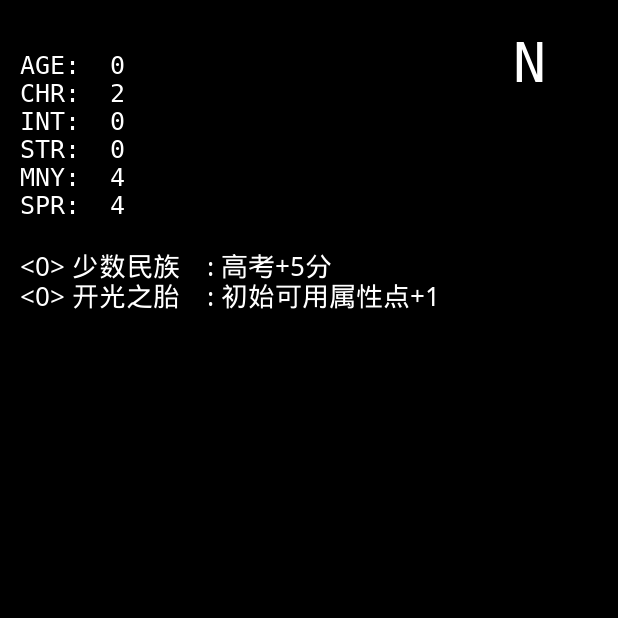 N
AGE: 0
CHR: 2
INT: 0
STR: 0
MNY: 4
SPR: 4
<0> 少数民族 :高考+5分
<0> 开光之胎 :初始可用属性点+1